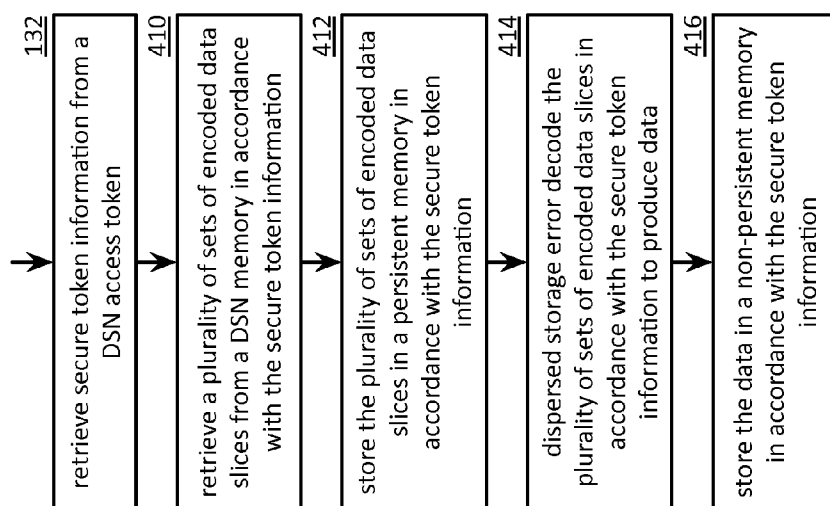 132
retrieve secure token information from a
DSN access token
410
retrieve a plurality of sets of encoded data
slices from a DSN memory in accordance
with the secure token information
412
store the plurality of sets of encoded data
slices in a persistent memory in
accordance with the secure token
information
414
dispersed storage error decode the
plurality of sets of encoded data slices in
accordance with the secure token
information to produce data
416
store the data in a non-persistent memory
in accordance with the secure token
information